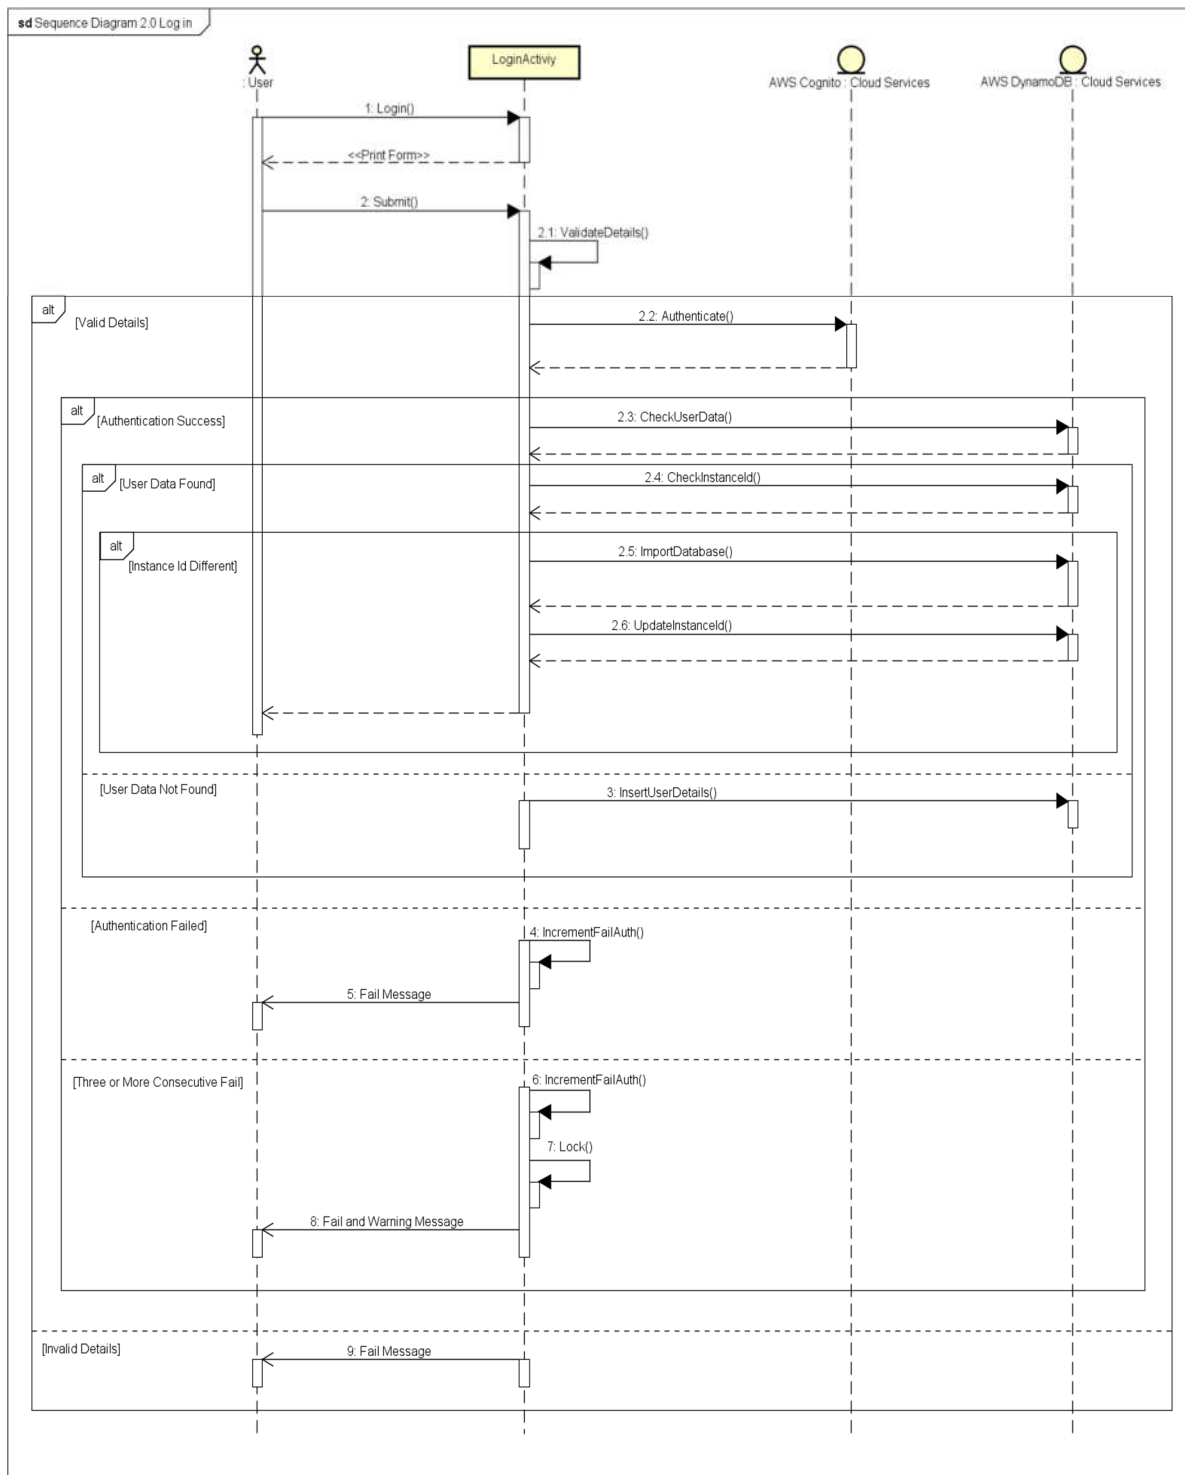 sd Sequence Diagram 2.0 Log in
: User
LoginActiviy
AWS Cognito : Cloud Services
AWS DynamoDB : Cloud Services
1: Login()
<<Print Form>>
2: Submit()
2.1: ValidateDetails()
alt
[Valid Details]
2.2: Authenticate()
alt
[Authentication Success]
2.3: CheckUserData()
alt
[User Data Found]
2.4: CheckInstanceId()
alt
[Instance Id Different]
2.5: ImportDatabase()
2.6: UpdateInstanceId()
[User Data Not Found]
3: InsertUserDetails()
[Authentication Failed]
4: IncrementFailAuth()
5: Fail Message
[Three or More Consecutive Fail]
6: IncrementFailAuth()
7: Lock()
8: Fail and Warning Message
[Invalid Details]
9: Fail Message